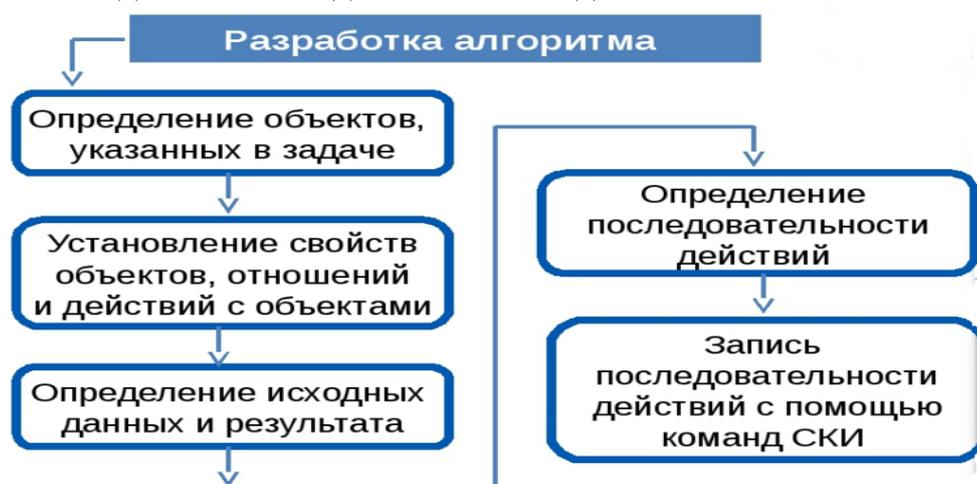 Разработка алгоритма
Определение объектов,
указанных в задаче
Установление свойств
объектов, отношений
и действий с объектами
Определение исходных
данных и результата
Определение
последовательности
действий
Запись
последовательности
действий с помощью
команд СКИ